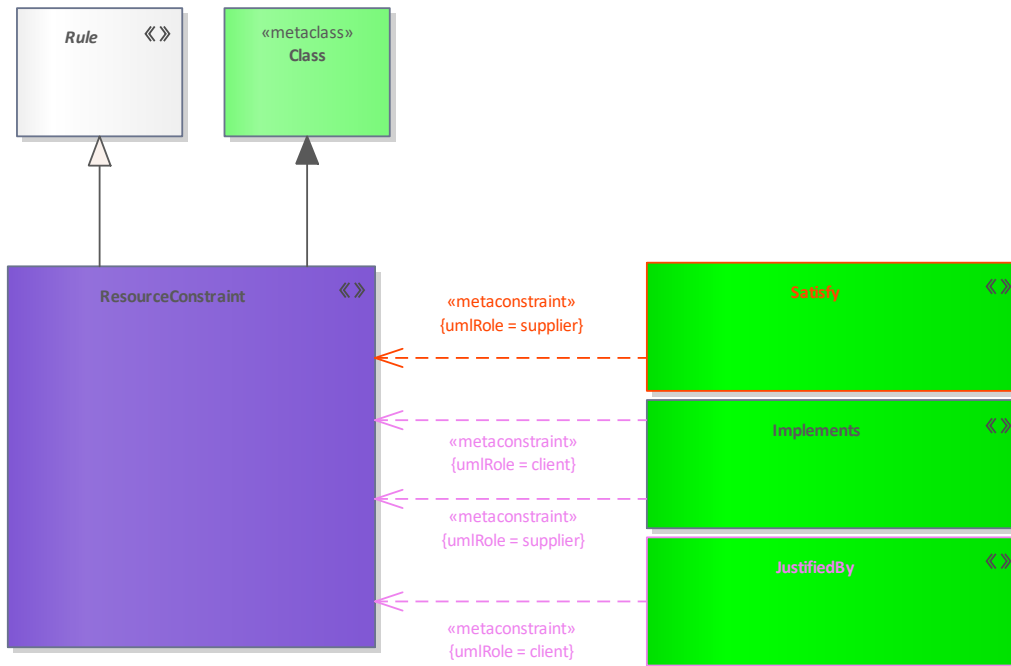 Rule
«»
«metaclass»
Class
ResourceConstraint
«»
«metaconstraint»
{umlRole = supplier}
Satisfy
«»
Implements
«»
«metaconstraint»
{umlRole = client}
«metaconstraint»
{umlRole = supplier}
JustifiedBy
«»
«metaconstraint»
{umlRole = client}